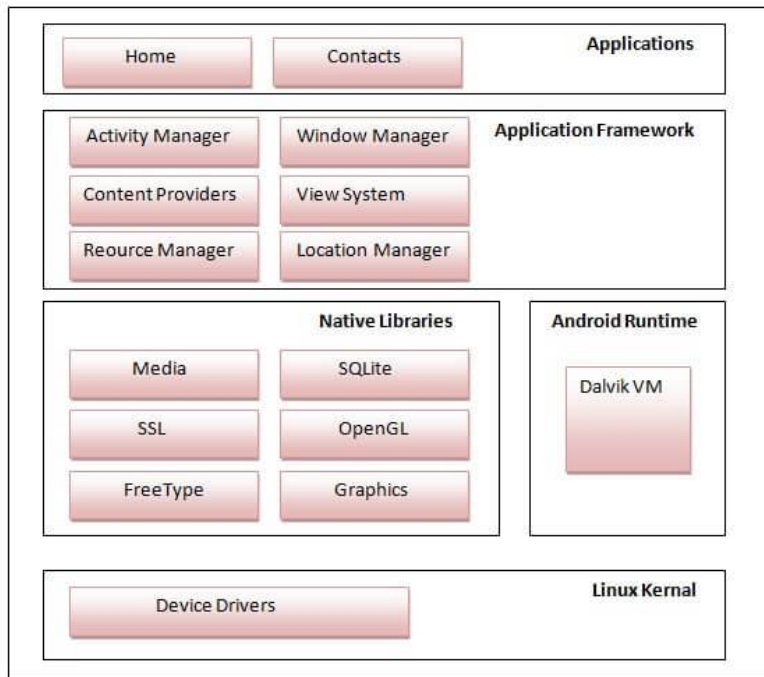 Applications
Home
Contacts
Application Framework
Activity Manager
Window Manager
Content Providers
View System
Reource Manager
Location Manager
Native Libraries
Media
SQLite
SSL
OpenGL
FreeType
Graphics
Android Runtime
Dalvik VM
Linux Kernal
Device Drivers